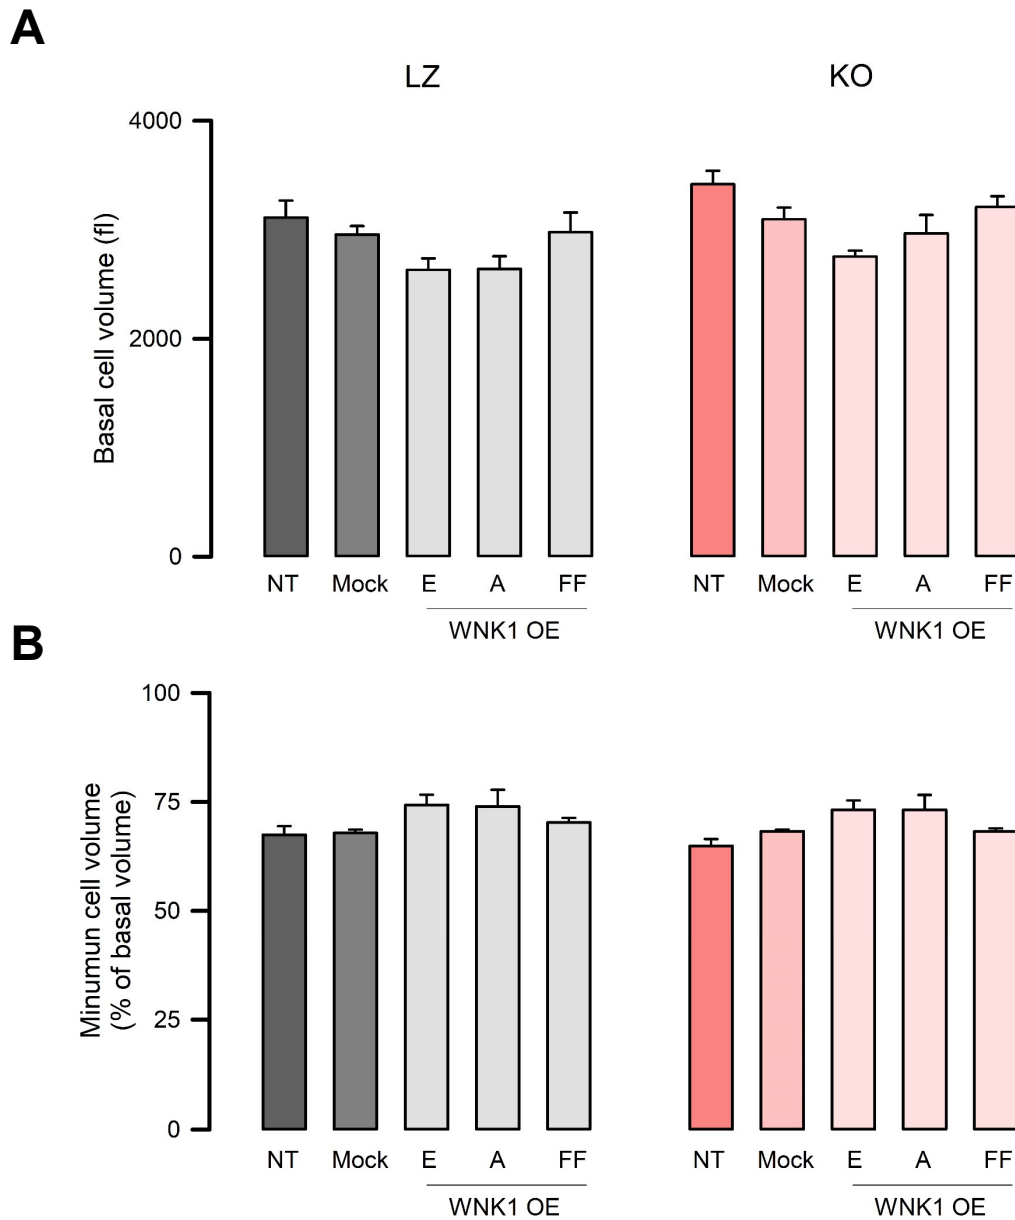 A
LZ KO
4000
2000
0
Basal cell volume (fl)
NT Mock E A FF NT Mock E A FF
WNK1 OE WNK1 OE
B
100
75
50
25
0
Minumun cell volume
(% of basal volume)
NT Mock E A FF NT Mock E A FF
WNK1 OE WNK1 OE